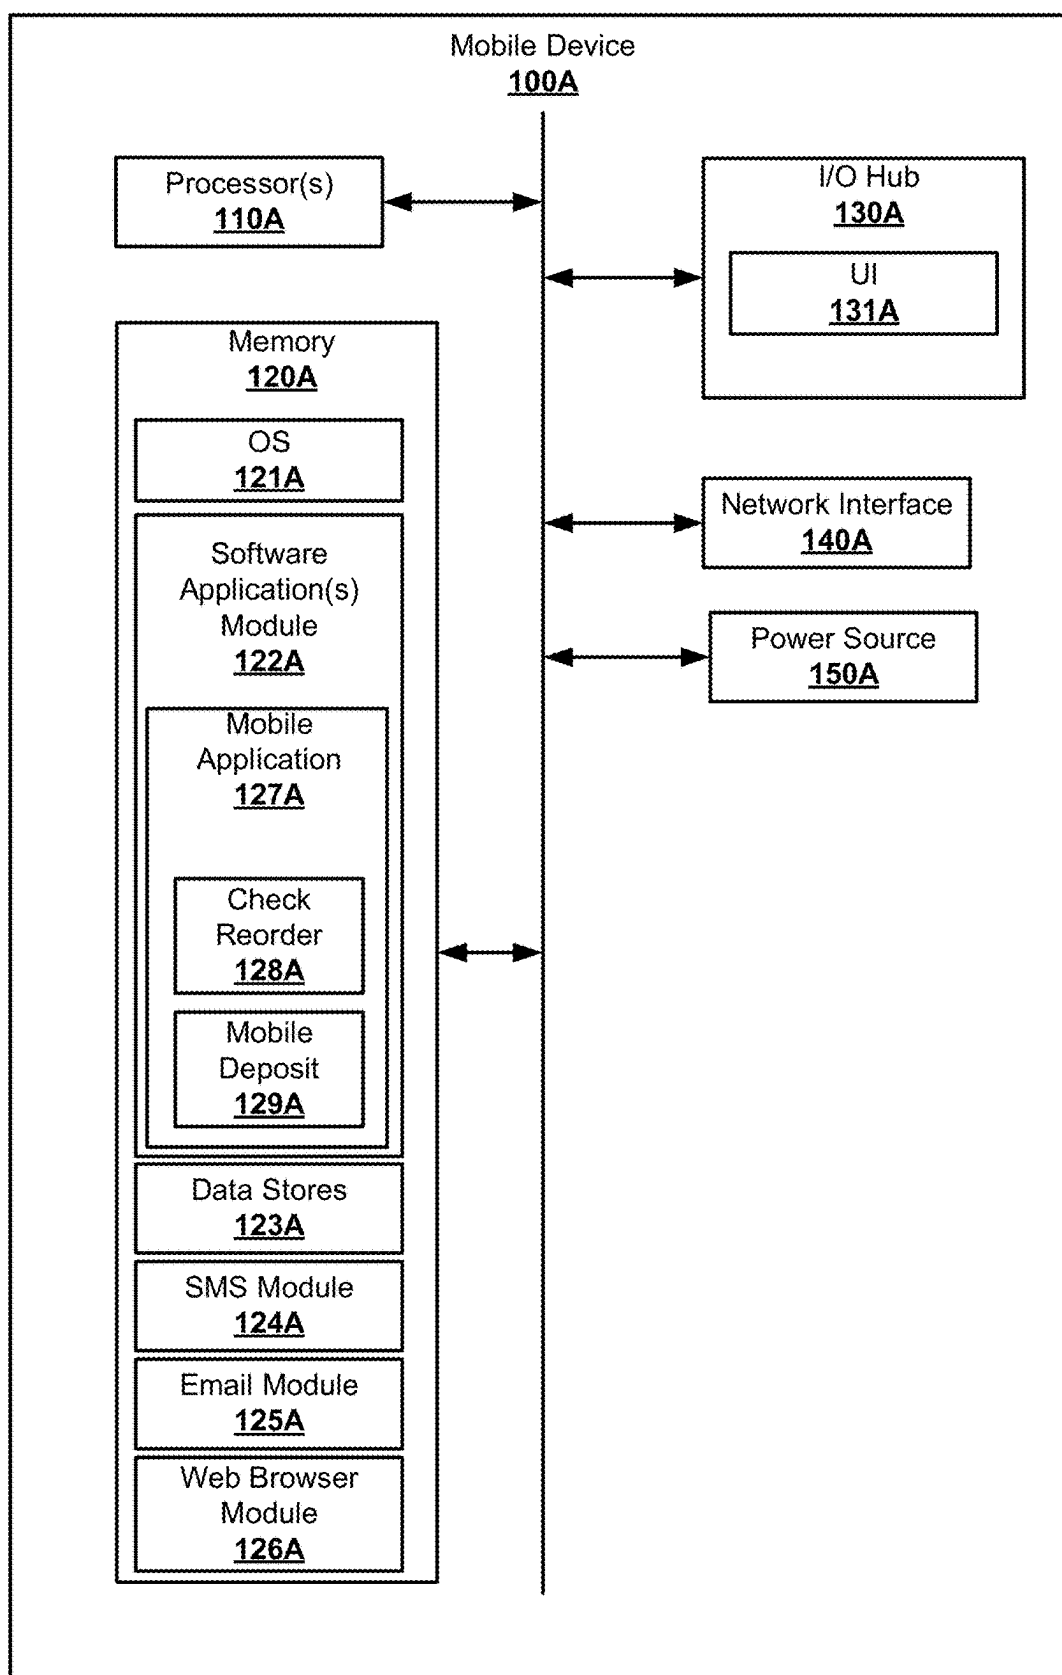 Mobile Device
100A
Processor(s)
110A
I/O Hub
130A
UI
131A
Memory
120A
OS
121A
Software
Application(s)
Module
122A
Mobile
Application
127A
Check
Reorder
128A
Mobile
Deposit
129A
Data Stores
123A
SMS Module
124A
Email Module
125A
Web Browser
Module
126A
Network Interface
140A
Power Source
150A